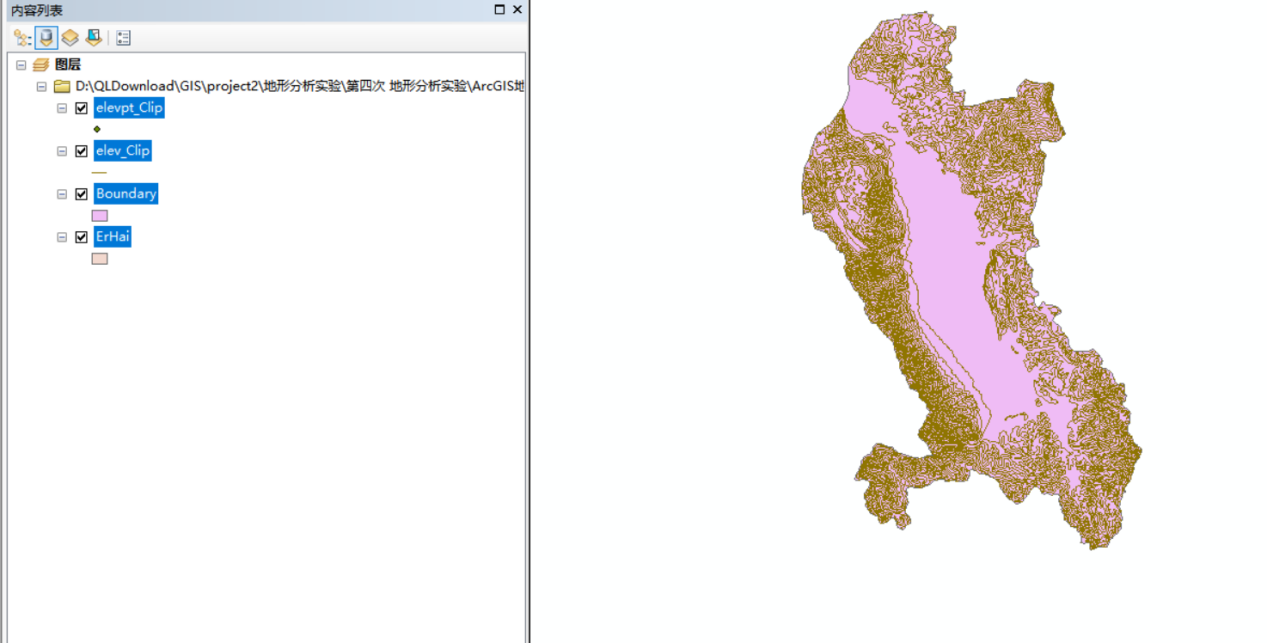 内容列表
图层
D:\QLDownload\GIS\project2\地形分析实验\第四次 地形分析实验\ArcGIS地
elevpt_Clip
elev_Clip
Boundary
ErHai